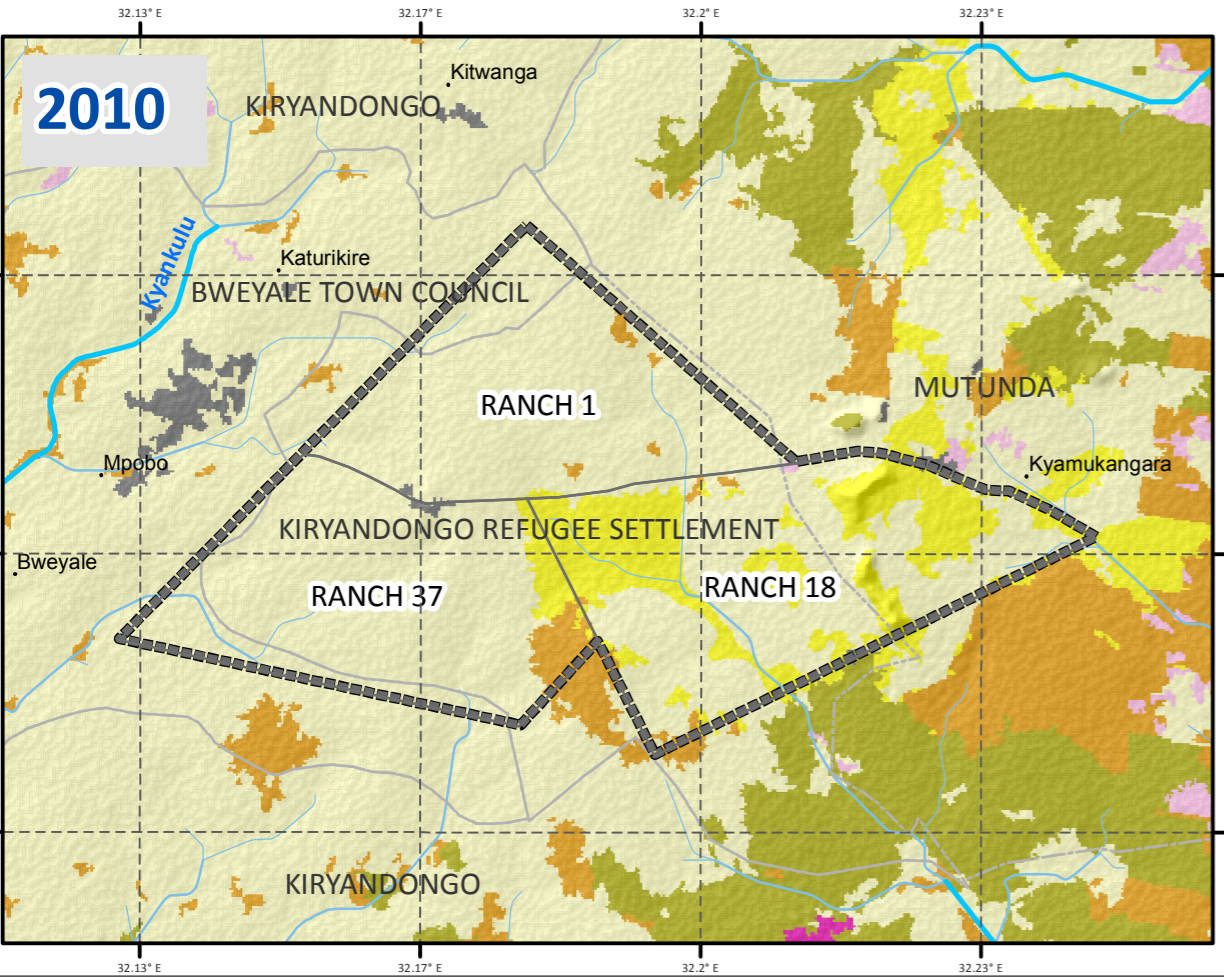 32.13° E
32.17° E
32.2° E
32.23° E
2010
Kitwanga
KIRYANDONGO
Kyankulu
Katurikire
BWEYALE TOWN COUNCIL
MUTUNDA
RANCH 1
Mpobo
Kyamukangara
KIRYANDONGO REFUGEE SETTLEMENT
Bweyale
RANCH 37
RANCH 18
KIRYANDONGO
32.13° E
32.17° E
32.2° E
32.23° E